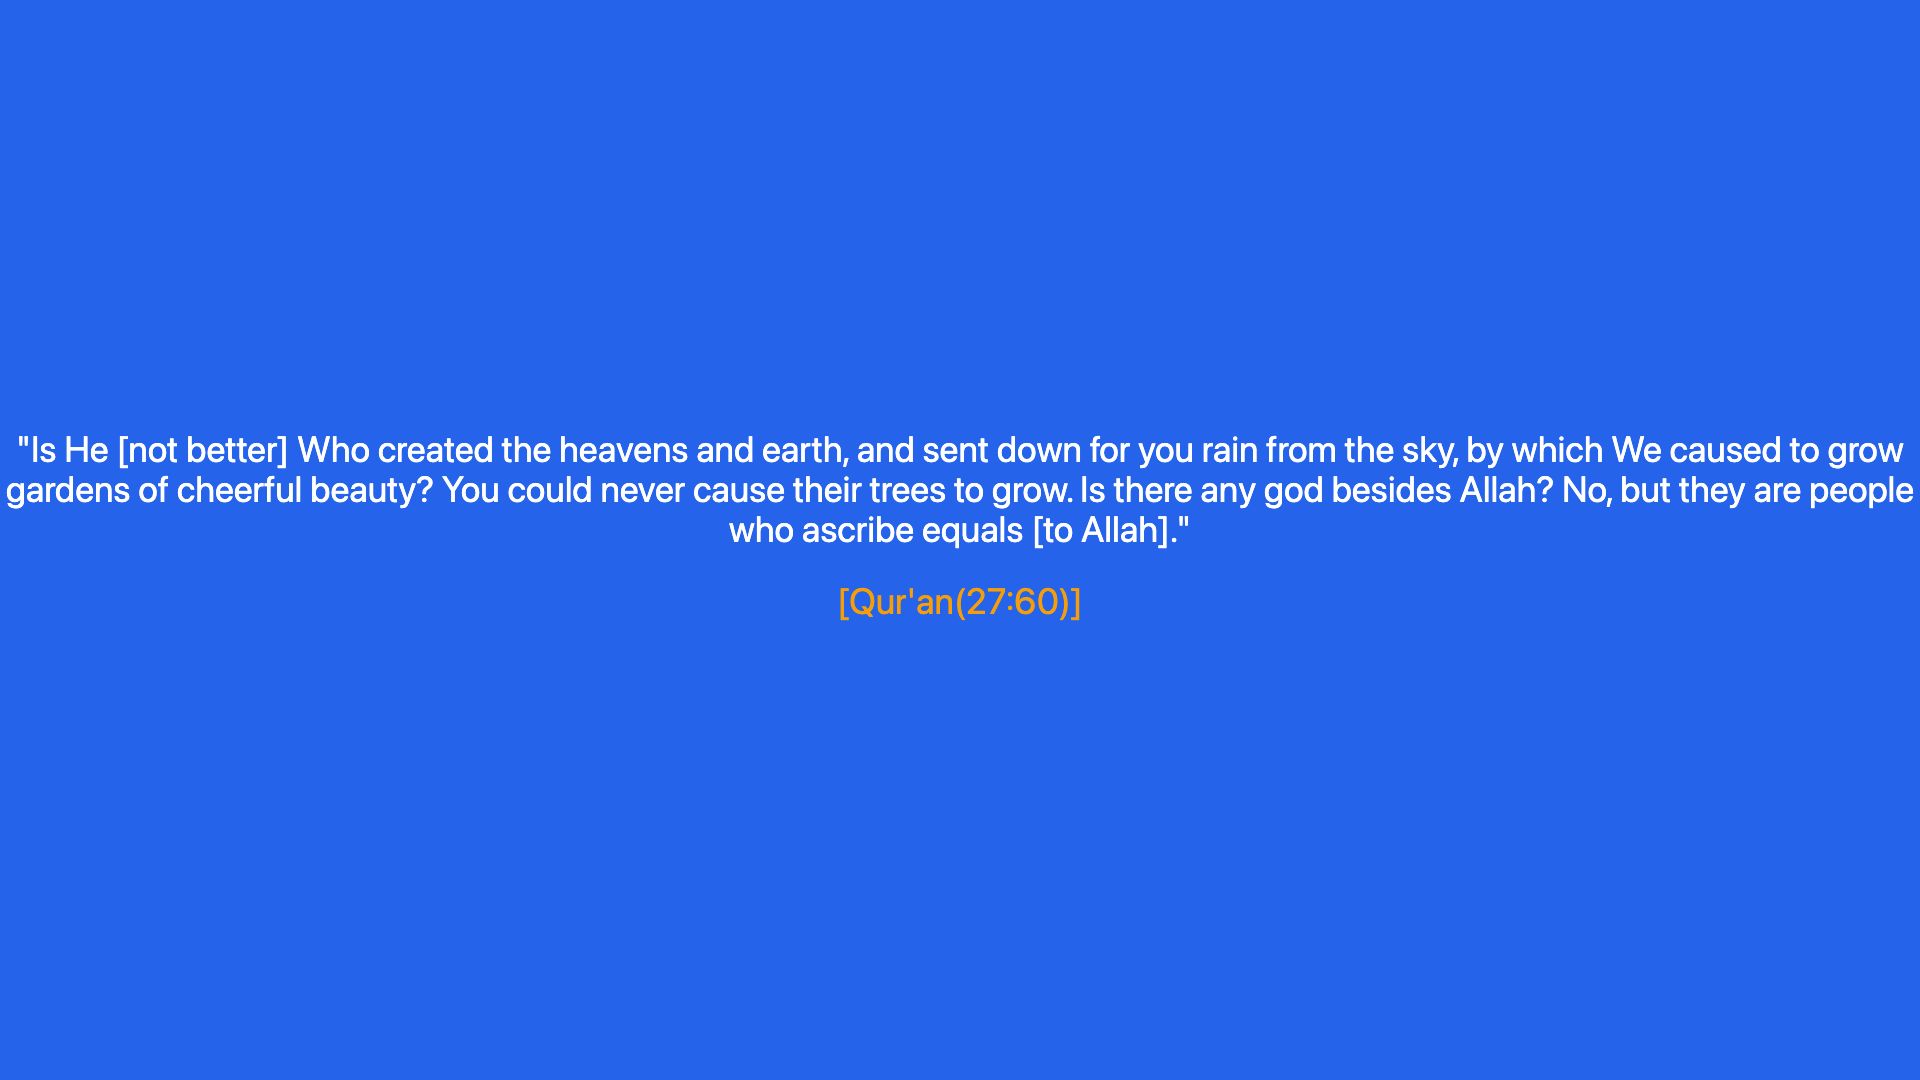 "Is He [not better] Who created the heavens and earth, and sent down for you rain from the sky, by which We caused to grow
gardens of cheerful beauty? You could never cause their trees to grow. Is there any god besides Allah? No, but they are people
who ascribe equals [to Allah]."
[Qur'an(27:60)]